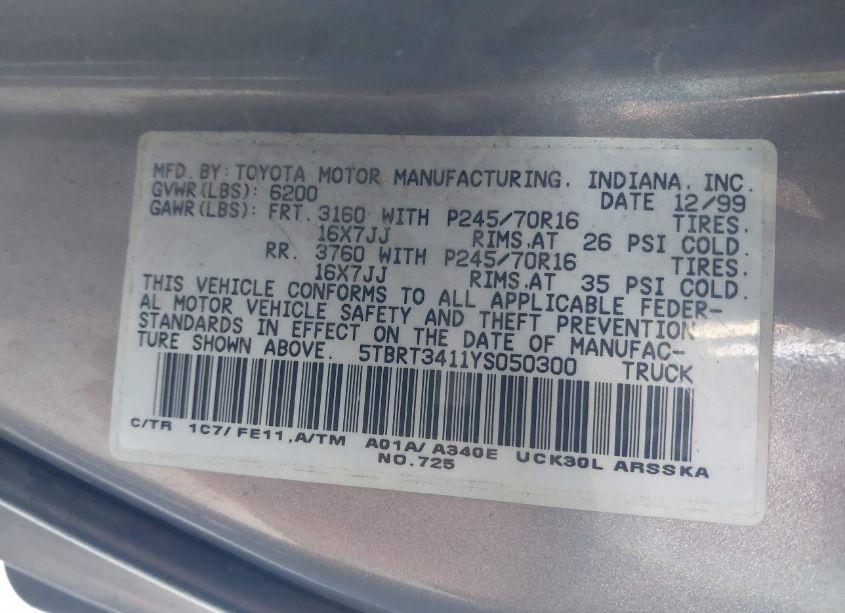 MFD. BY: TOYOTA MOTOR MANUFACTURING, INDIANA, INC.
GVWR(LBS): 6200 DATE 12/99
GAWR(LBS): FRT. 3160 WITH P245/70R16 TIRES.
16X7JJ RIMS.AT 26 PSI COLD.
RR. 3760 WITH P245/70R16 TIRES.
16X7JJ RIMS.AT 35 PSI COLD.
THIS VEHICLE CONFORMS TO ALL APPLICABLE FEDER-
AL MOTOR VEHICLE SAFETY AND THEFT PREVENTION
STANDARDS IN EFFECT ON THE DATE OF MANUFAC-
TURE SHOWN ABOVE. 5TBRT3411YS050300 TRUCK
C/TR 1C7/FE11,A/TM A01A/A340E UCK30L ARSSKA
NO.725